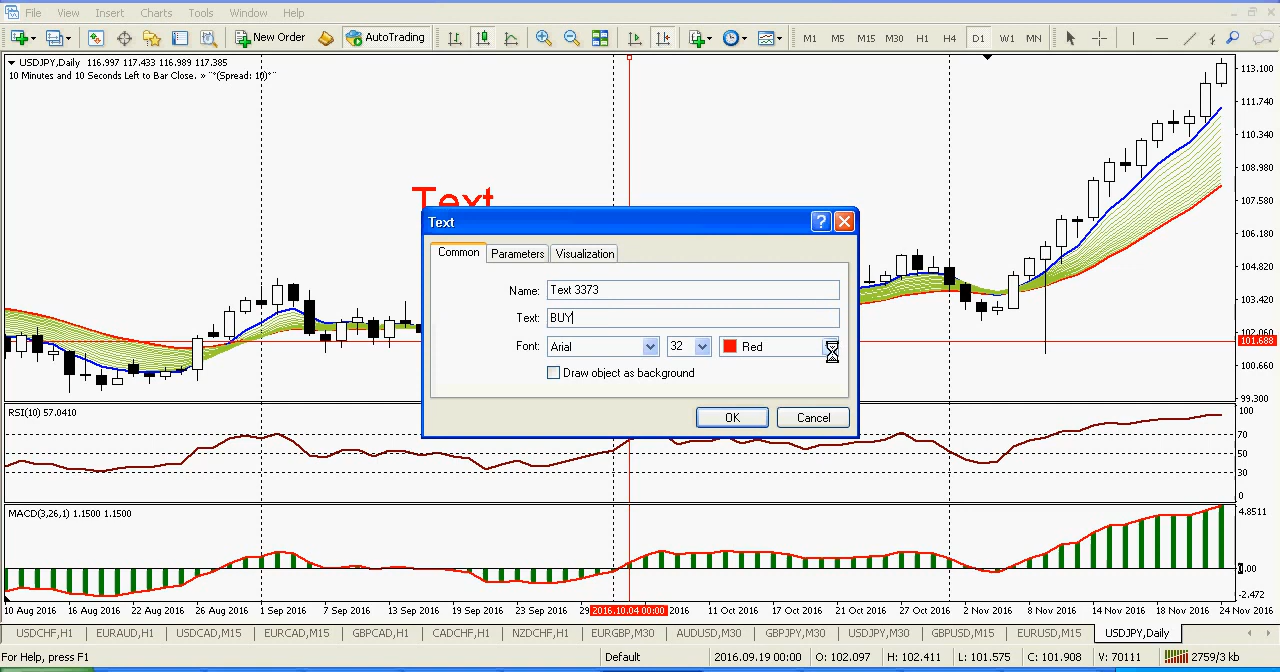 File View Insert Charts Tools Window Help
New Order AutoTrading M1 M5 M15 M30 H1 H4 D1 W1 MN
USDJPY,Daily 116.997 117.433 116.989 117.385
10 Minutes and 10 Seconds Left to Bar Close. » ¨*(Spread: 10)*¨
Text
Text
Common Parameters Visualization
Name: Text 3373
Text: BUY
Font: Arial 32 Red
Draw object as background
OK Cancel
113.100
111.740
110.340
108.980
107.580
106.180
104.820
103.420
102.060
101.688
100.660
99.300
RSI(10) 57.0410
100
70
50
30
0
MACD(3,26,1) 1.1500 1.1500
4.8511
-2.472
10 Aug 2016 16 Aug 2016 22 Aug 2016 26 Aug 2016 1 Sep 2016 7 Sep 2016 13 Sep 2016 19 Sep 2016 23 Sep 2016 29 2016.10.04 00:00 2016 11 Oct 2016 17 Oct 2016 21 Oct 2016 27 Oct 2016 2 Nov 2016 8 Nov 2016 14 Nov 2016 18 Nov 2016 24 Nov 2016
USDCHF,H1 EURAUD,H1 USDCAD,M15 EURCAD,M15 GBPCAD,H1 CADCHF,H1 NZDCHF,H1 EURGBP,M30 AUDUSD,M30 GBPJPY,M30 USDJPY,M30 GBPUSD,M15 EURUSD,M15 USDJPY,Daily
For Help, press F1 Default 2016.09.19 00:00 O: 102.097 H: 102.411 L: 101.575 C: 101.908 V: 70111 2759/3 kb